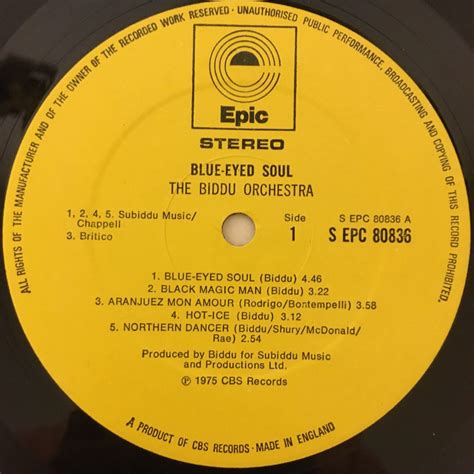 ALL RIGHTS OF THE MANUFACTURER AND OF THE OWNER OF THE RECORDED WORK RESERVED · UNAUTHORISED PUBLIC PERFORMANCE, BROADCASTING AND COPYING OF THIS RECORD PROHIBITED.
Epic
STEREO
BLUE-EYED SOUL
THE BIDDU ORCHESTRA
1, 2, 4, 5. Subiddu Music/
Chappell
3. Britico
Side
1
S EPC 80836 A
S EPC 80836
1. BLUE-EYED SOUL (Biddu) 4.46
2. BLACK MAGIC MAN (Biddu) 3.22
3. ARANJUEZ MON AMOUR (Rodrigo/Bontempelli) 3.58
4. HOT-ICE (Biddu) 3.12
5. NORTHERN DANCER (Biddu/Shury/McDonald/
Rae) 2.54
Produced by Biddu for Subiddu Music
and Productions Ltd.
℗ 1975 CBS Records
A PRODUCT OF CBS RECORDS · MADE IN ENGLAND